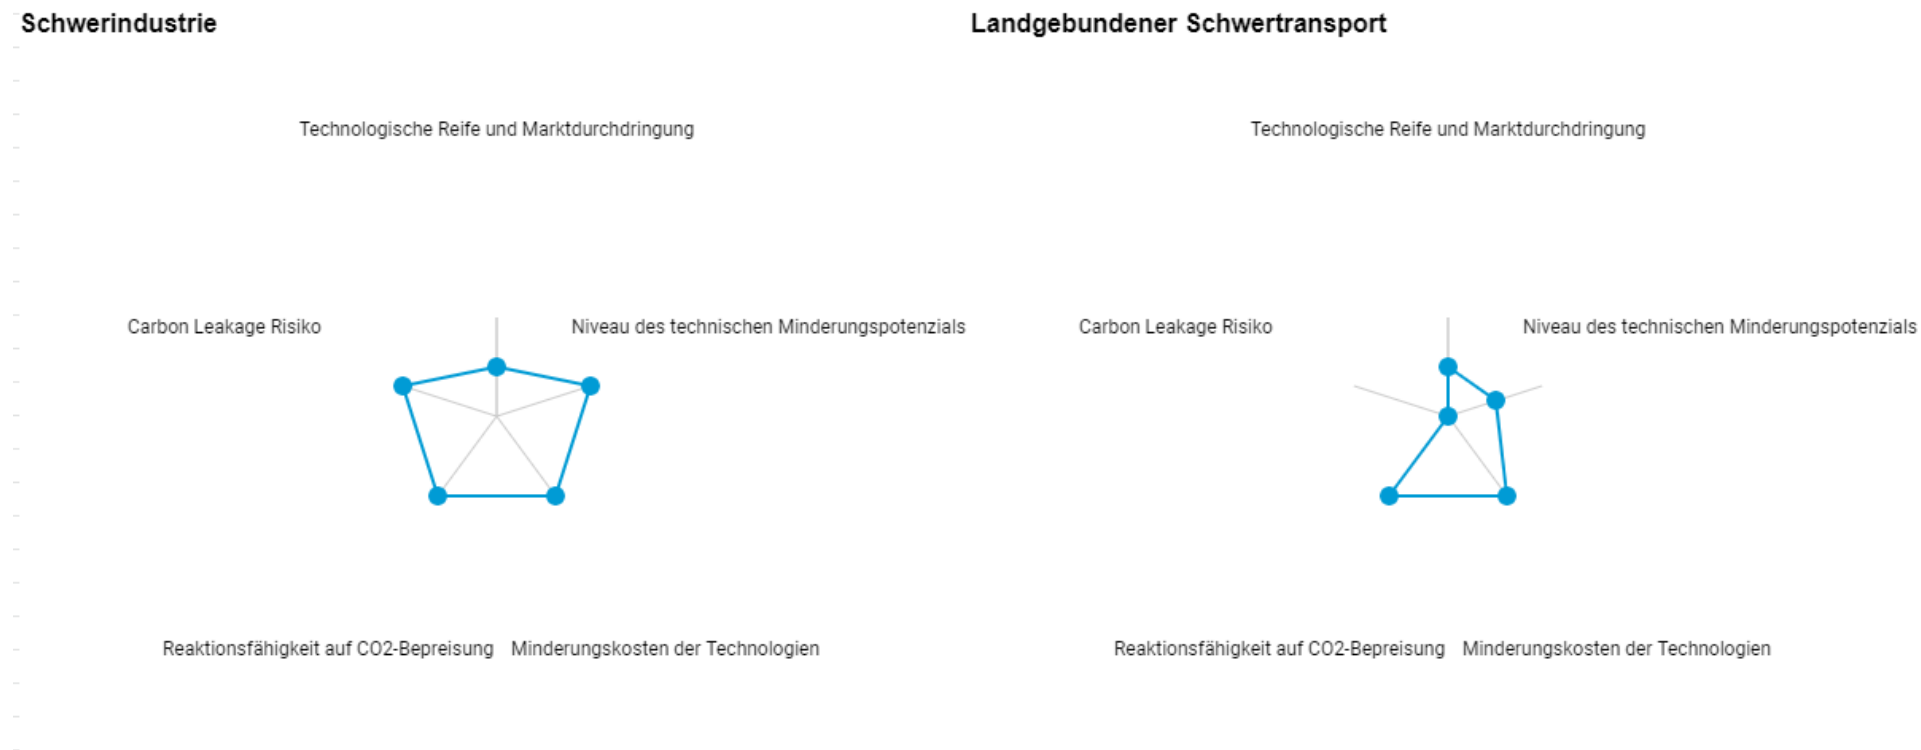 Schwerindustrie
Technologische Reife und Marktdurchdringung
Carbon Leakage Risiko
Niveau des technischen Minderungspotenzials
Reaktionsfähigkeit auf CO2-Bepreisung
Minderungskosten der Technologien
Landgebundener Schwertransport
Technologische Reife und Marktdurchdringung
Carbon Leakage Risiko
Niveau des technischen Minderungspotenzials
Reaktionsfähigkeit auf CO2-Bepreisung
Minderungskosten der Technologien